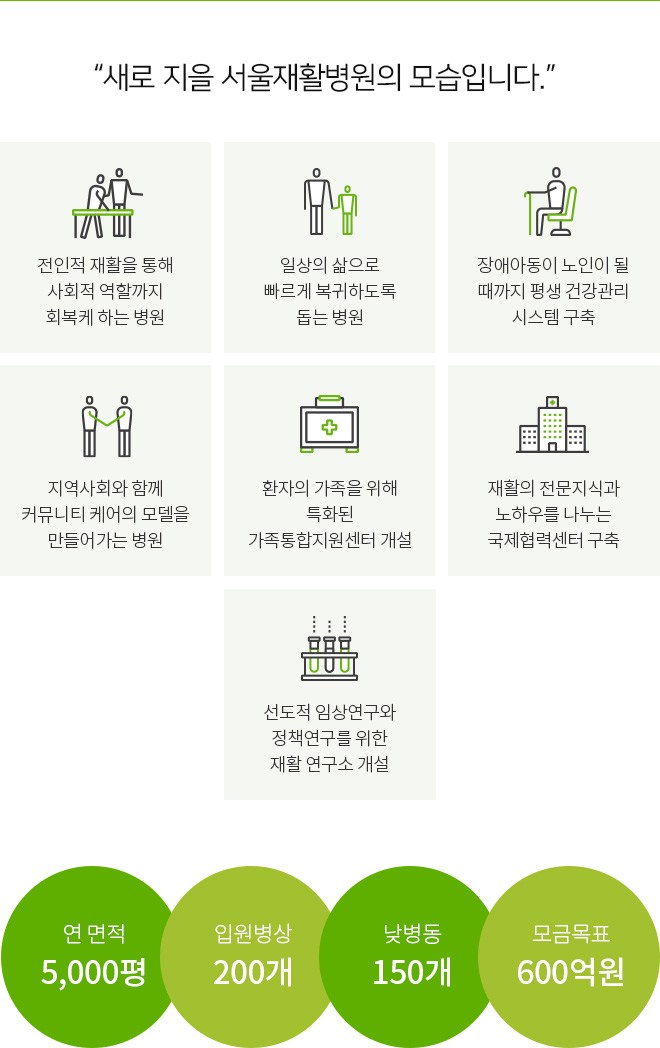 “새로 지을 서울재활병원의 모습입니다.”
전인적 재활을 통해
사회적 역할까지
회복케 하는 병원
일상의 삶으로
빠르게 복귀하도록
돕는 병원
장애아동이 노인이 될
때까지 평생 건강관리
시스템 구축
지역사회와 함께
커뮤니티 케어의 모델을
만들어가는 병원
환자의 가족을 위해
특화된
가족통합지원센터 개설
재활의 전문지식과
노하우를 나누는
국제협력센터 구축
선도적 임상연구와
정책연구를 위한
재활 연구소 개설
연 면적
5,000평
입원병상
200개
낮병동
150개
모금목표
600억원